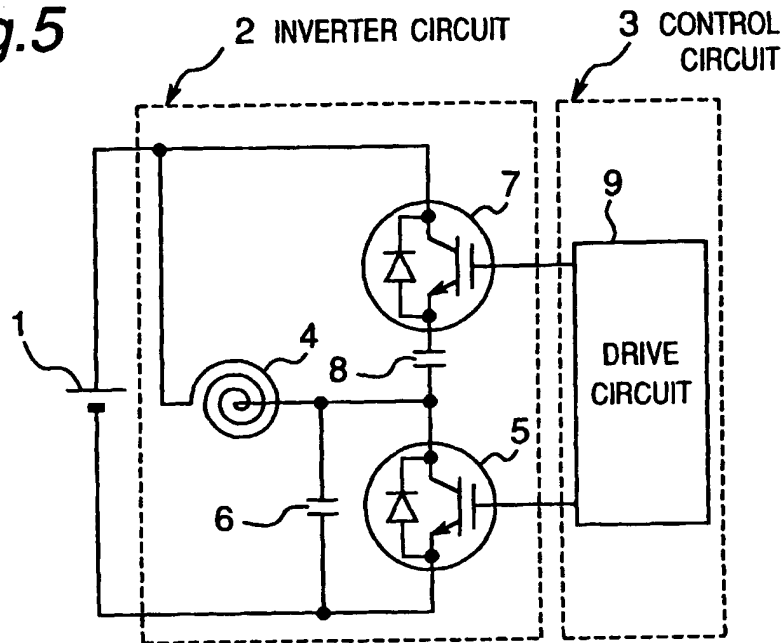 g.5
2 INVERTER CIRCUIT
3 CONTROL
CIRCUIT
7
9
1
4
8
DRIVE
CIRCUIT
5
6